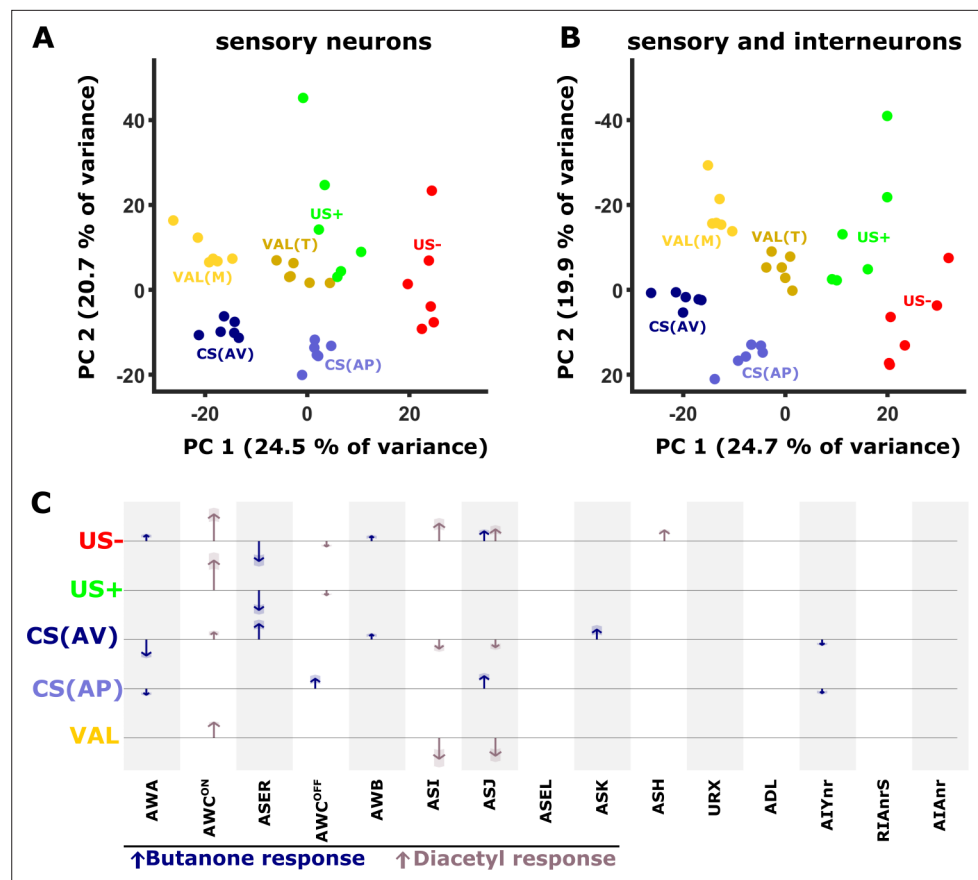 A
sensory neurons
PC 2 (20.7 % of variance)
40
20
0
-20
VAL(M)
VAL(T)
US+
US-
CS(AV)
CS(AP)
-20
0
20
PC 1 (24.5 % of variance)
B
sensory and interneurons
PC 2 (19.9 % of variance)
-40
-20
0
20
VAL(M)
VAL(T)
US+
US-
CS(AV)
CS(AP)
-20
0
20
PC 1 (24.7 % of variance)
C
US-
US+
CS(AV)
CS(AP)
VAL
AWA
AWCᴼᴺ
ASER
AWCᴼFF
AWB
ASI
ASJ
ASEL
ASK
ASH
URX
ADL
AIYnr
RIAnrS
AIAnr
↑Butanone response
↑Diacetyl response